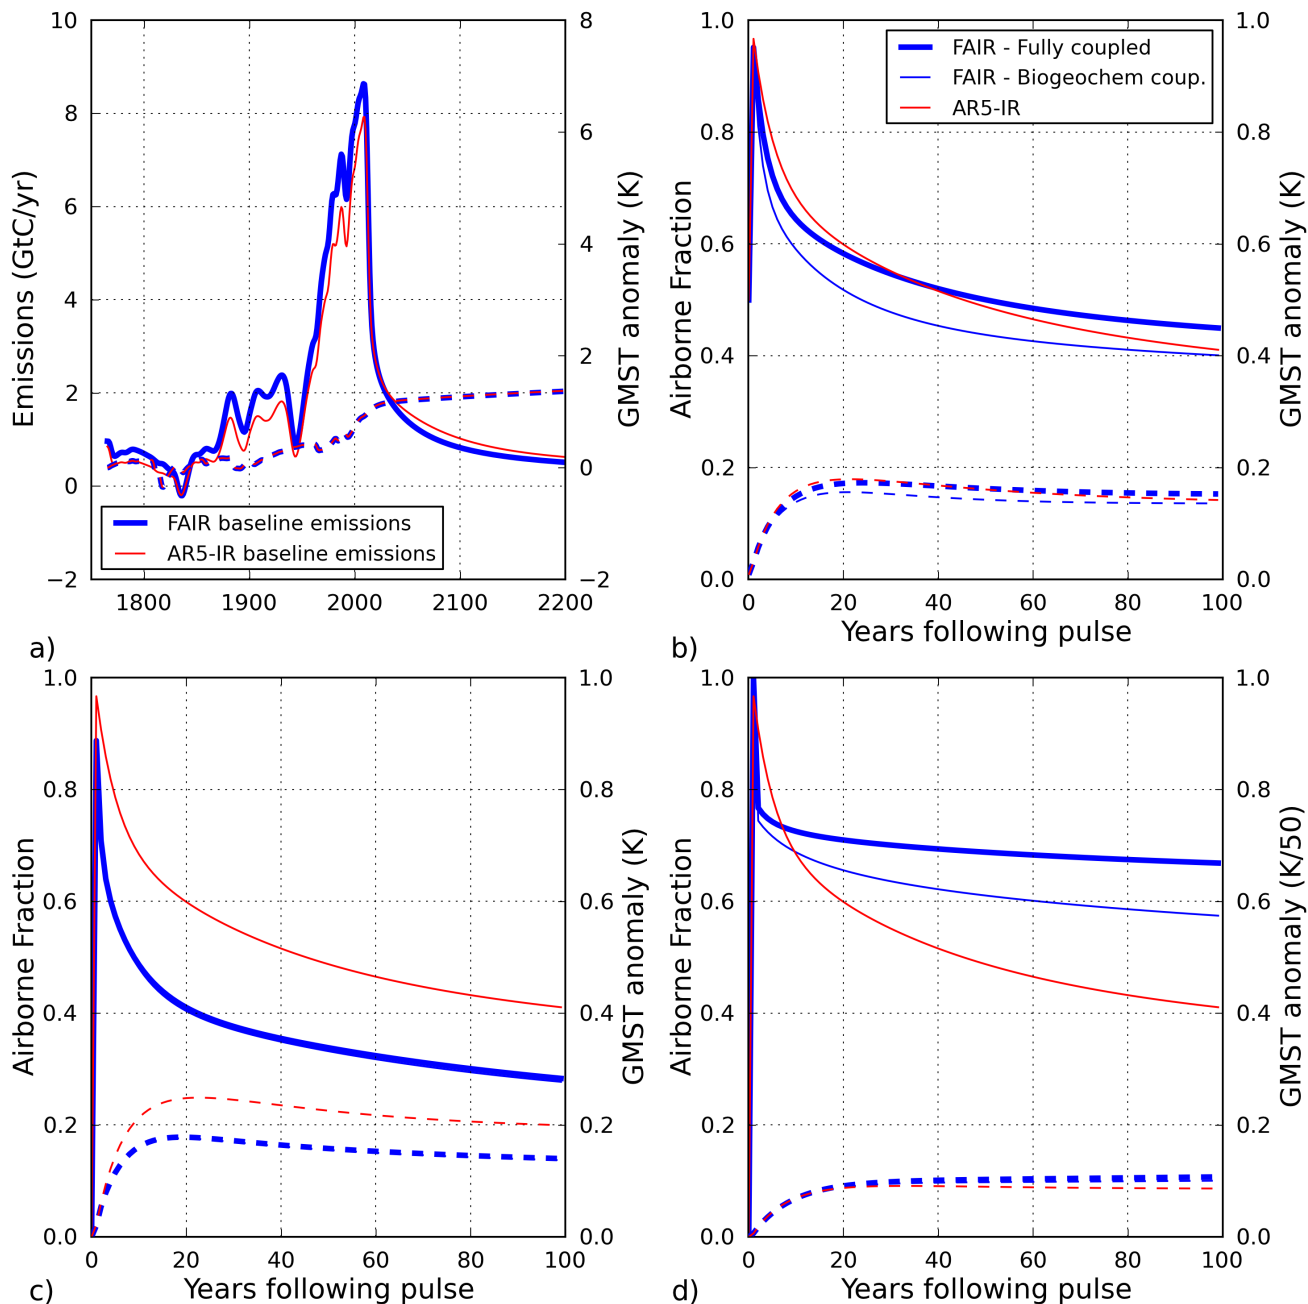 10
8
6
4
2
0
−2
Emissions (GtC/yr)
8
6
4
2
0
−2
GMST anomaly (K)
FAIR baseline emissions
AR5-IR baseline emissions
1800 1900 2000 2100 2200
a)
1.0
0.8
0.6
0.4
0.2
0.0
Airborne Fraction
FAIR - Fully coupled
FAIR - Biogeochem coup.
AR5-IR
1.0
0.8
0.6
0.4
0.2
0.0
GMST anomaly (K)
0 20 40 60 80 100
Years following pulse
b)
1.0
0.8
0.6
0.4
0.2
0.0
Airborne Fraction
1.0
0.8
0.6
0.4
0.2
0.0
GMST anomaly (K)
0 20 40 60 80 100
Years following pulse
c)
1.0
0.8
0.6
0.4
0.2
0.0
Airborne Fraction
1.0
0.8
0.6
0.4
0.2
0.0
GMST anomaly (K/50)
0 20 40 60 80 100
Years following pulse
d)